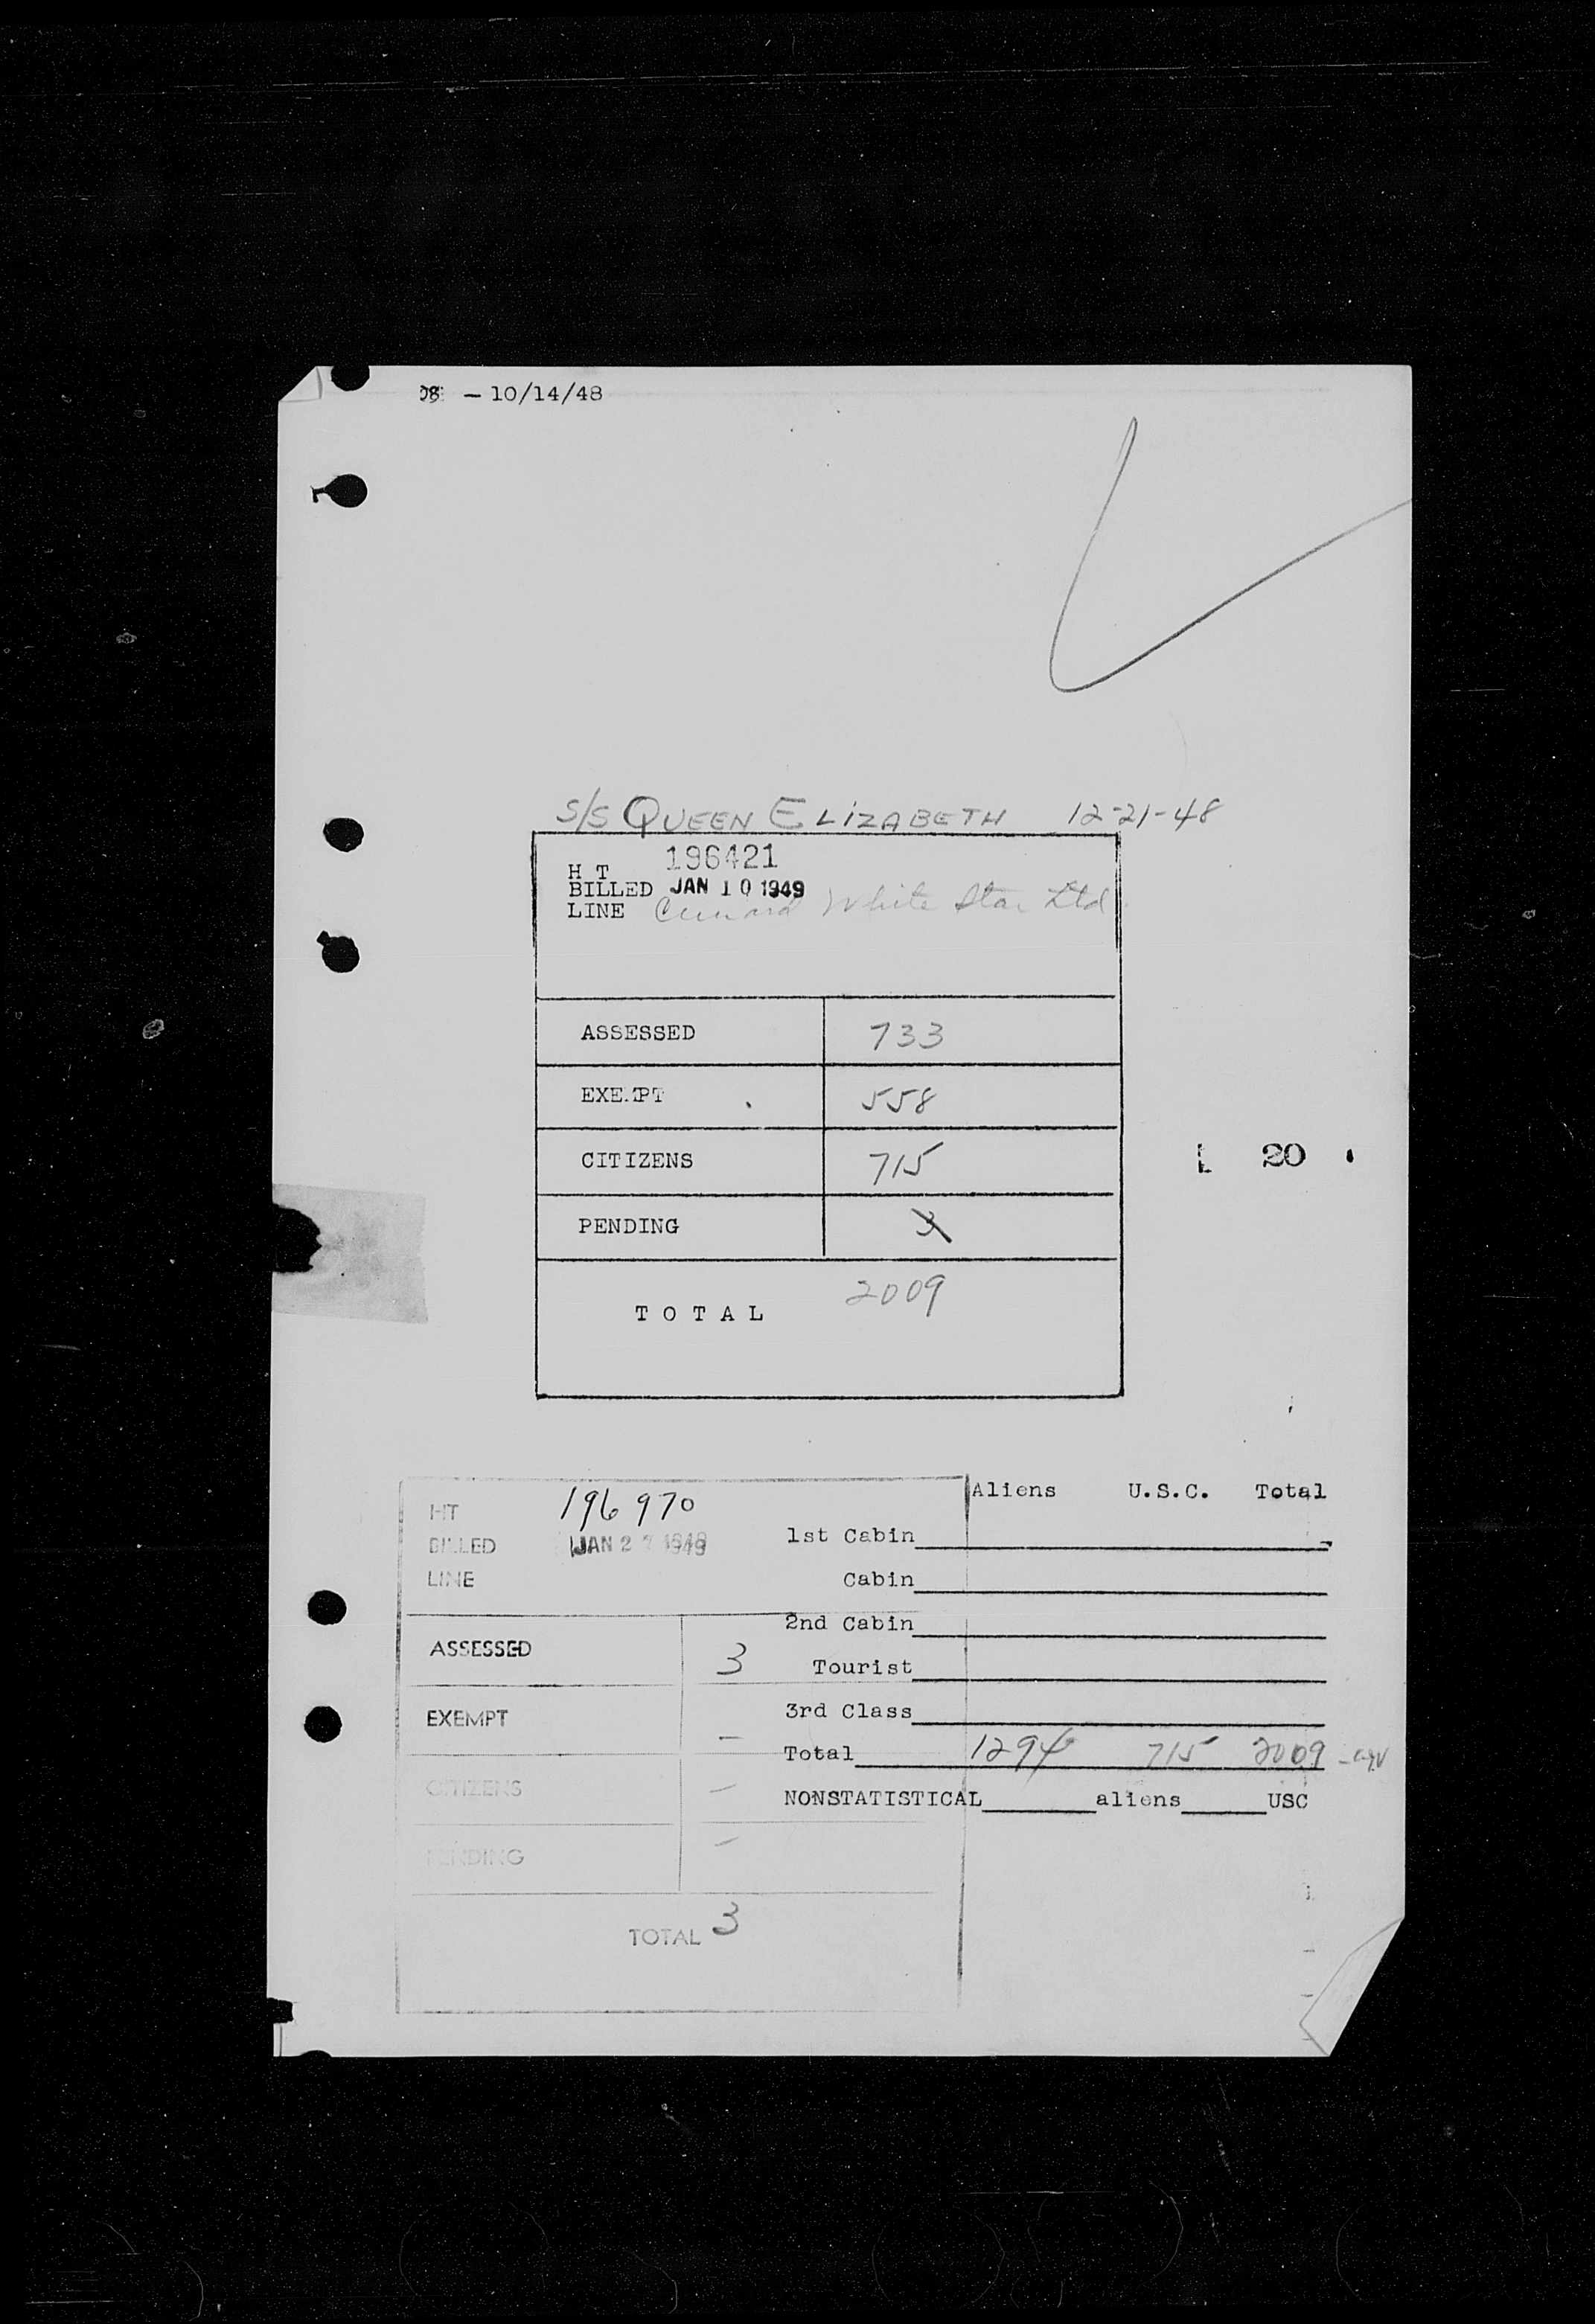 - 10/14/48
S/S QUEEN ELIZABETH 12-21-48
H T 196421
BILLED JAN 10 1949
LINE Cunard White Star Ltd
ASSESSED 733
EXEMPT 558
CITIZENS 715
L 20
PENDING 3
TOTAL 2009
Aliens U.S.C. Total
HT 196970
1st Cabin
BILLED JAN 27 1949
LINE
Cabin
2nd Cabin
ASSESSED 3
Tourist
EXEMPT -
3rd Class
Total 1294 715 2009
CITIZENS -
NONSTATISTICAL aliens USC
PENDING -
TOTAL 3